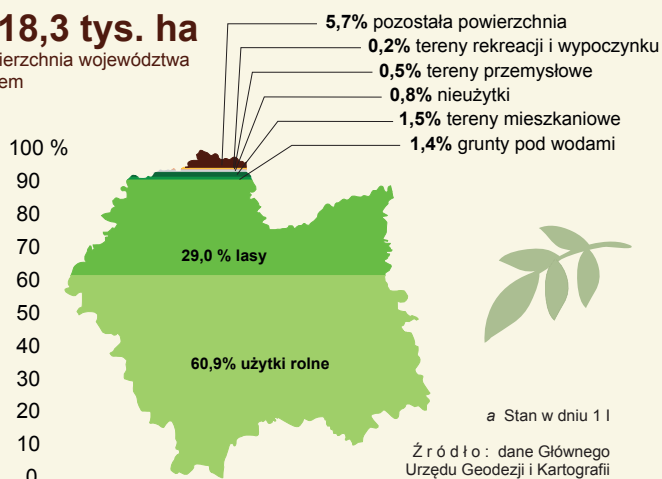 18,3 tys. ha
ierzchnia województwa
em
5,7% pozostała powierzchnia
0,2% tereny rekreacji i wypoczynku
0,5% tereny przemysłowe
0,8% nieużytki
1,5% tereny mieszkaniowe
1,4% grunty pod wodami
100 %
90
80
70
60
50
40
30
20
10
0
29,0 % lasy
60,9% użytki rolne
a Stan w dniu 1 I
Źródło: dane Głównego
Urzędu Geodezji i Kartografii